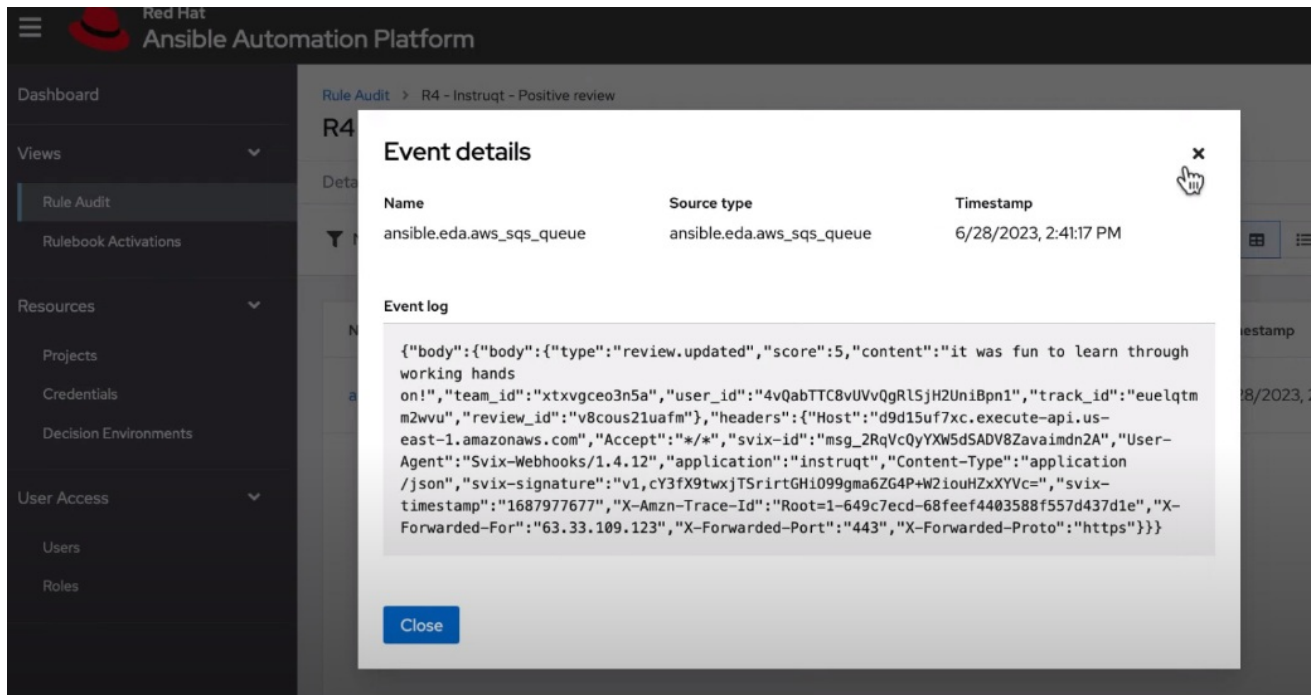 Red Hat
Ansible Automation Platform
Dashboard
Views
Rule Audit
Rulebook Activations
Resources
Projects
Credentials
Decision Environments
User Access
Users
Roles
Rule Audit > R4 - Instruqt - Positive review
R4
Event details
Name
Source type
Timestamp
ansible.eda.aws_sqs_queue
ansible.eda.aws_sqs_queue
6/28/2023, 2:41:17 PM
Event log
{"body":{"body":{"type":"review.updated","score":5,"content":"it was fun to learn through
working hands
on!","team_id":"xtxvgceo3n5a","user_id":"4vQabTTC8vUVvQgRlSjH2UniBpn1","track_id":"euelqtm
m2wvu","review_id":"v8cous21uafm"},"headers":{"Host":"d9d15uf7xc.execute-api.us-
east-1.amazonaws.com","Accept":"*/*","svix-id":"msg_2RqVcQyYXW5dSADV8Zavaimdn2A","User-
Agent":"Svix-Webhooks/1.4.12","application":"instruqt","Content-Type":"application
/json","svix-signature":"v1,cY3fX9twxjTSrirtGHiO99gma6ZG4P+W2iouHZxXYVc=","svix-
timestamp":"1687977677","X-Amzn-Trace-Id":"Root=1-649c7ecd-68feef4403588f557d437d1e","X-
Forwarded-For":"63.33.109.123","X-Forwarded-Port":"443","X-Forwarded-Proto":"https"}}}
Close